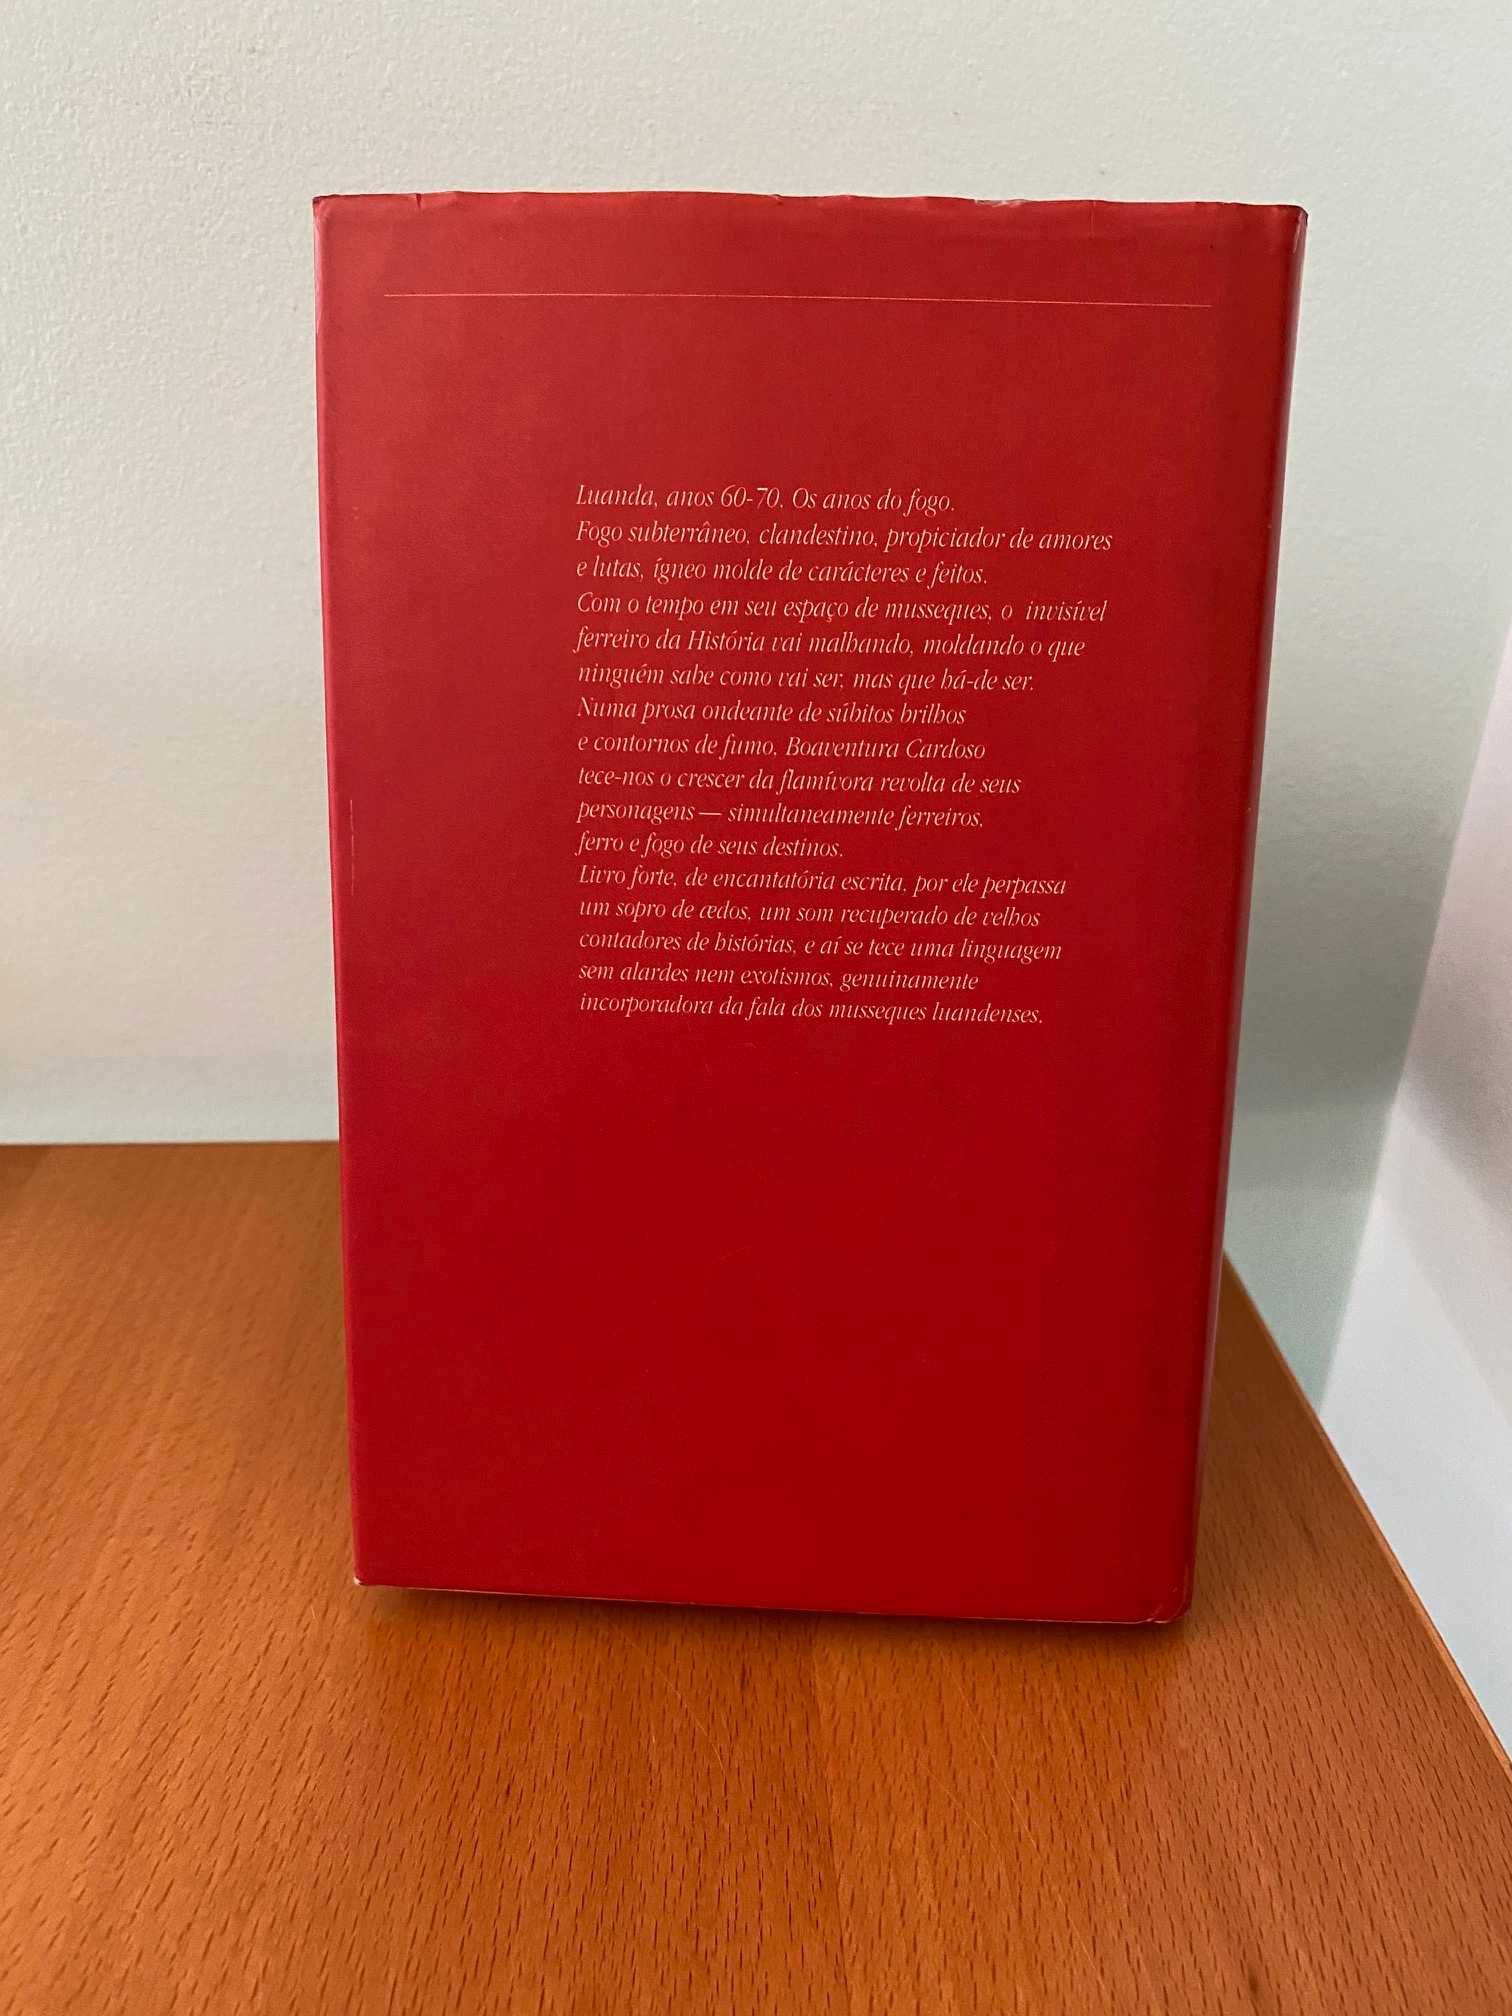 Luanda, anos 60-70. Os anos do fogo.
Fogo subterrâneo, clandestino, propiciador de amores
e lutas, ígneo molde de carácteres e feitos.
Com o tempo em seu espaço de musseques, o invisível
ferreiro da História vai malhando, moldando o que
ninguém sabe como vai ser, mas que há-de ser.
Numa prosa ondeante de súbitos brilhos
e contornos de fumo, Boaventura Cardoso
tece-nos o crescer da flamívora revolta de seus
personagens — simultaneamente ferreiros,
ferro e fogo de seus destinos.
Livro forte, de encantatória escrita, por ele perpassa
um sopro de ædos, um som recuperado de velhos
contadores de histórias, e aí se tece uma linguagem
sem alardes nem exotismos, genuinamente
incorporadora da fala dos musseques luandenses.